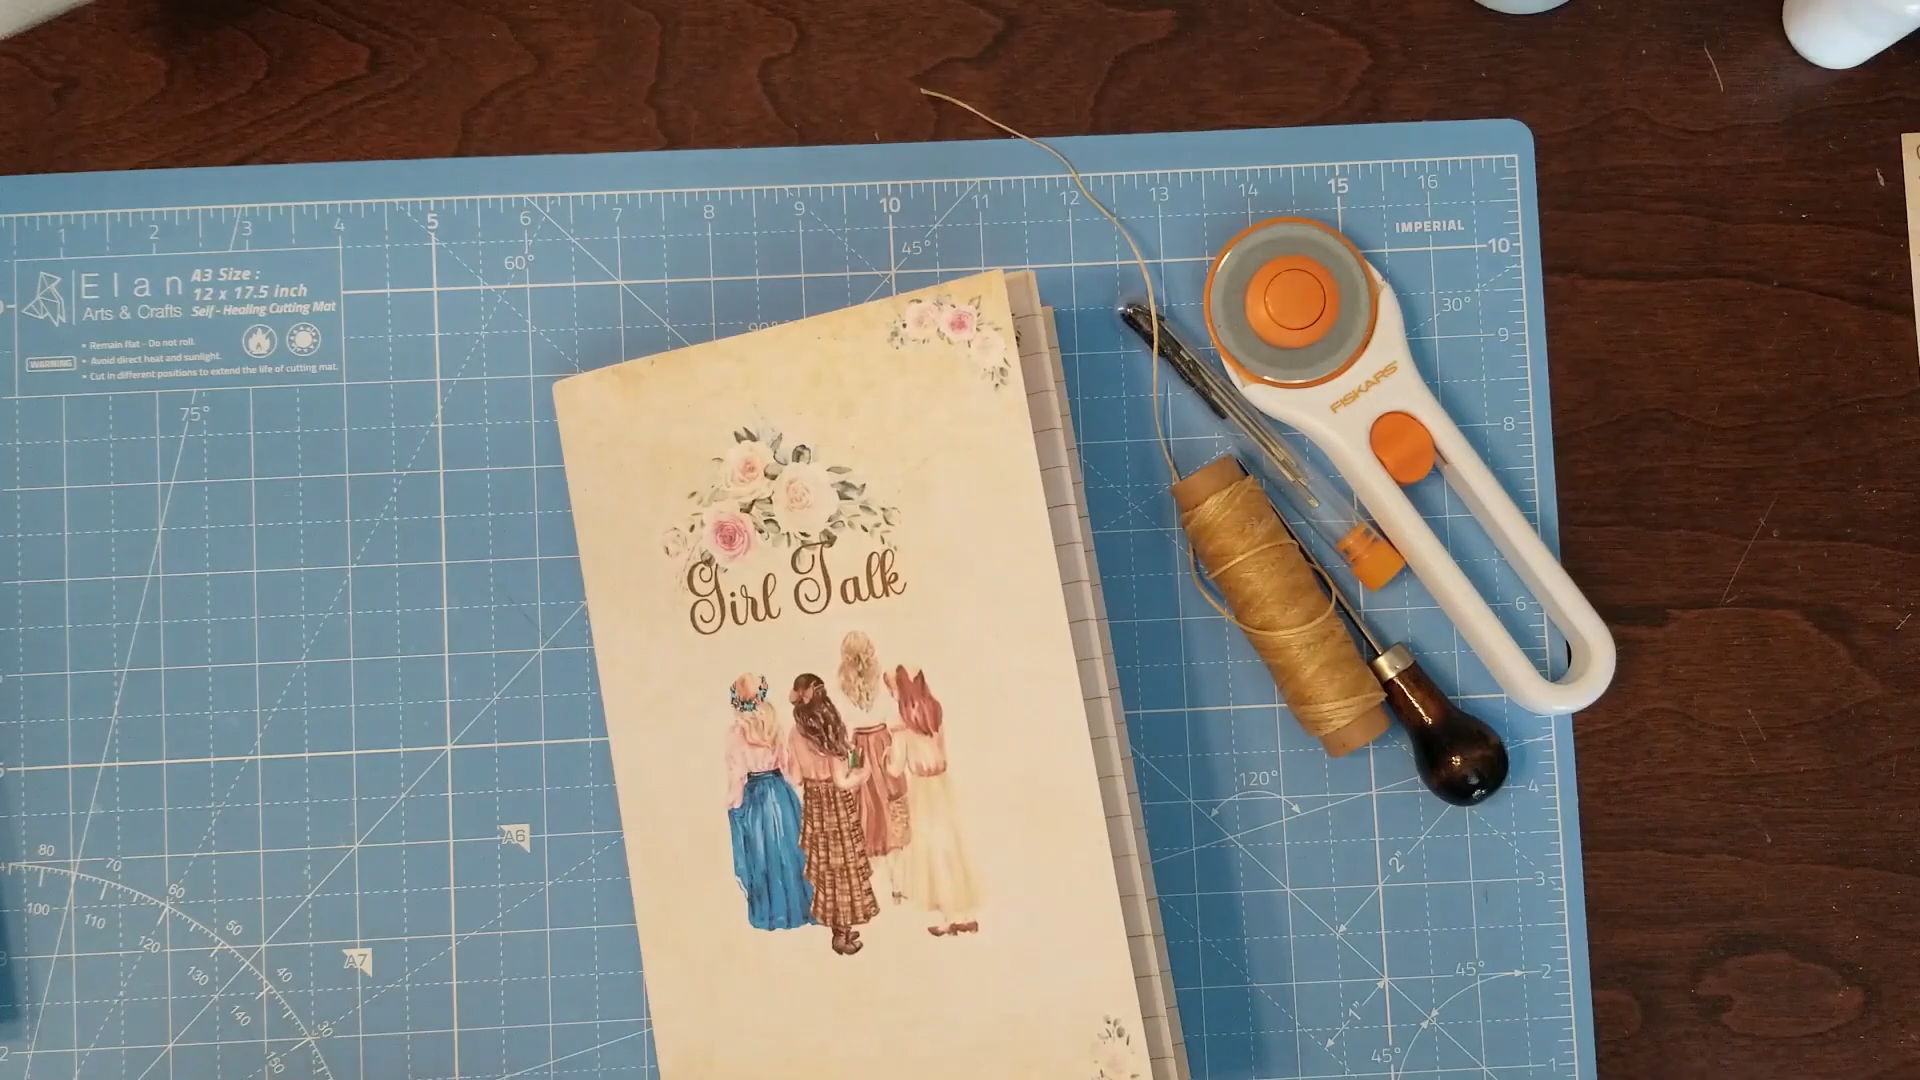 1 2 3 4 5 6 7 8 9 10 11 12 13 14 15 16
IMPERIAL
10
45°
60°
30°
Elan
Arts & Crafts
A3 Size :
12 x 17.5 inch
Self - Healing Cutting Mat
WARNING
• Remain flat - Do not roll.
• Avoid direct heat and sunlight.
• Cut in different positions to extend the life of cutting mat.
9
75°
FISKARS
8
Girl Talk
6
120°
4
A6
2"
3
80 70 60 50 40 30
100 110 120 130 140 150
A7
45°
2
1"
45°
1